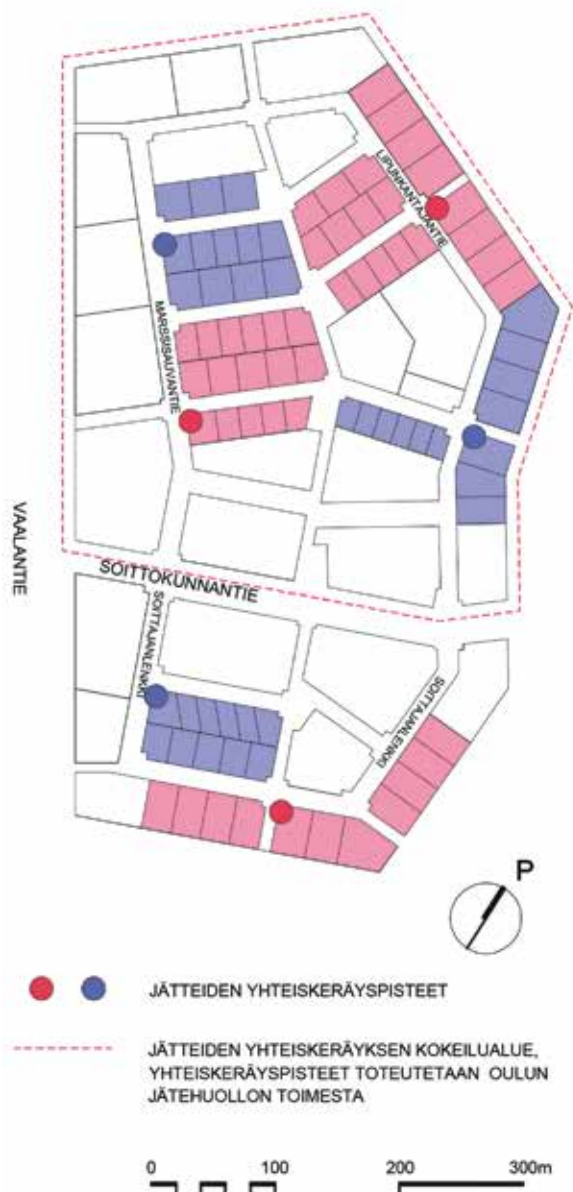 LIPUNKANTAJANTIE
MARSSISAUVANTIE
VAALANTIE
SOITTOKUNNANTIE
SOITTAJANLENKKI
SOITTAJANLENKKI
P
JÄTTEIDEN YHTEISKERÄYSPISTEET
JÄTTEIDEN YHTEISKERÄYKSEN KOKEILUALUE,
YHTEISKERÄYSPISTEET TOTEUTETAAN OULUN
JÄTEHUOLLON TOIMESTA
0 100 200 300m